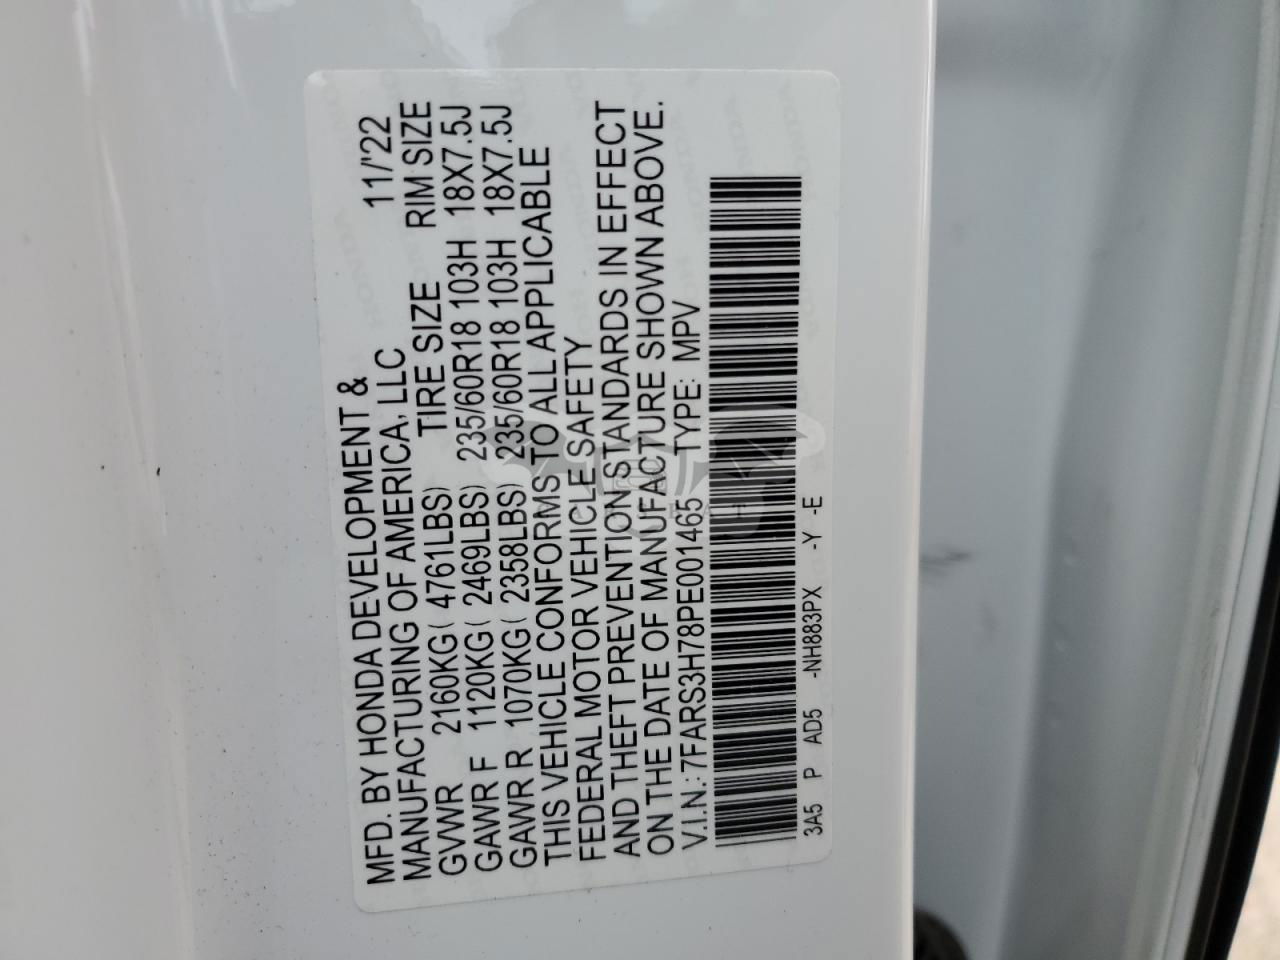 MFD. BY HONDA DEVELOPMENT &
MANUFACTURING OF AMERICA, LLC 11/'22
TIRE SIZE RIM SIZE
GVWR 2160KG( 4761LBS)
GAWR F 1120KG( 2469LBS) 235/60R18 103H 18X7.5J
GAWR R 1070KG( 2358LBS) 235/60R18 103H 18X7.5J
THIS VEHICLE CONFORMS TO ALL APPLICABLE
FEDERAL MOTOR VEHICLE SAFETY
AND THEFT PREVENTION STANDARDS IN EFFECT
ON THE DATE OF MANUFACTURE SHOWN ABOVE.
V.I.N.: 7FARS3H78PE001465 TYPE: MPV
3A5 P AD5 -NH883PX -Y -E